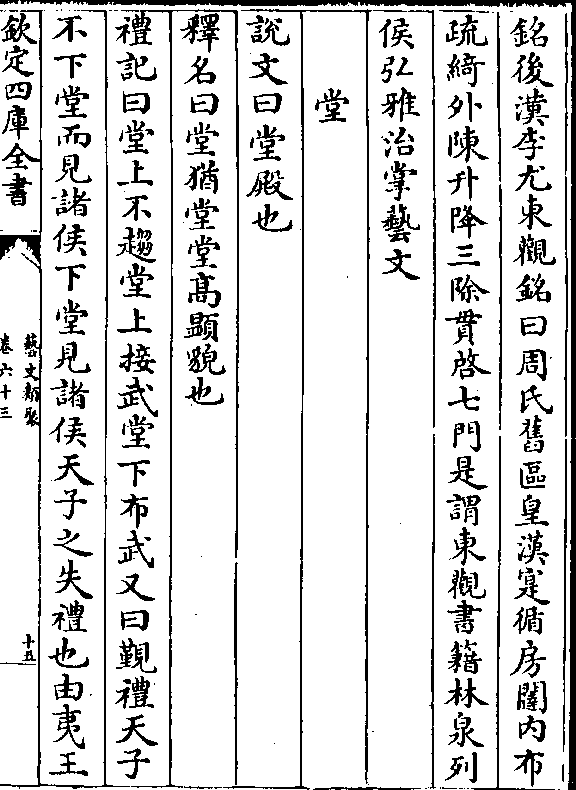 銘後漢李尤東觀銘曰周氏舊區皇漢寔循房闥内布
疏綺外陳升降三除貫啓七門是謂東觀書籍林泉列
侯弘雅治掌藝文
堂
說文曰堂殿也
釋名曰堂猶堂堂髙顯貌也
禮記曰堂上不趨堂上接武堂下布武又曰覲禮天子
不下堂而見諸侯下堂見諸侯天子之失禮也由夷王
欽定四庫全書
藝文類聚
卷六十三
十五